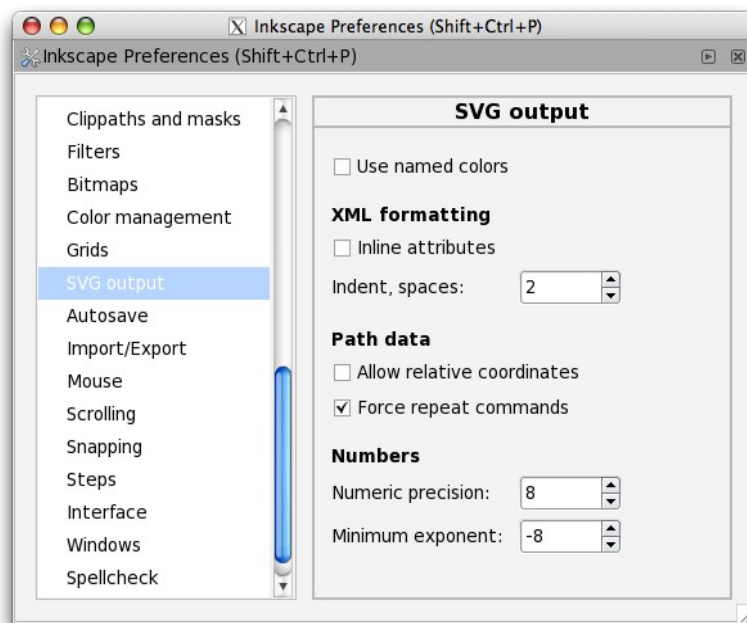 Inkscape Preferences (Shift+Ctrl+P)
Inkscape Preferences (Shift+Ctrl+P)
Clippaths and masks
Filters
Bitmaps
Color management
Grids
SVG output
Autosave
Import/Export
Mouse
Scrolling
Snapping
Steps
Interface
Windows
Spellcheck
SVG output
Use named colors
XML formatting
Inline attributes
Indent, spaces: 2
Path data
Allow relative coordinates
Force repeat commands
Numbers
Numeric precision: 8
Minimum exponent: -8